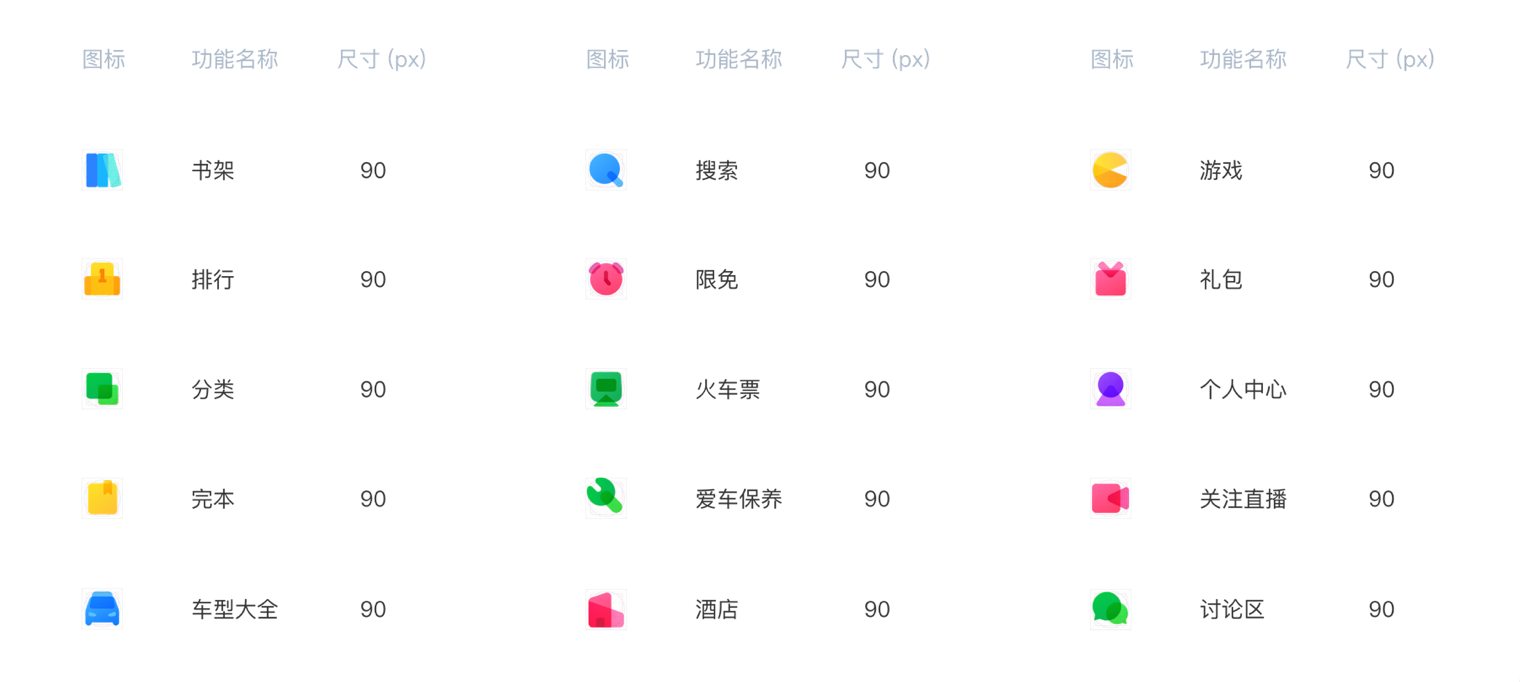 图标 功能名称 尺寸 (px) 图标 功能名称 尺寸 (px) 图标 功能名称 尺寸 (px)
书架 90 搜索 90 游戏 90
1 排行 90 限免 90 礼包 90
分类 90 火车票 90 个人中心 90
完本 90 爱车保养 90 关注直播 90
车型大全 90 酒店 90 讨论区 90